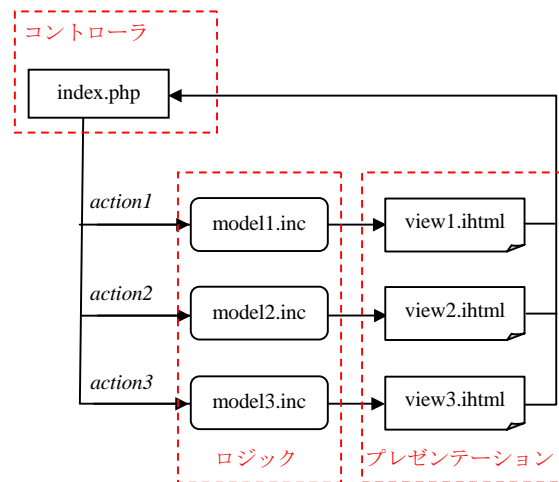 コントローラ
index.php
action1
model1.inc
view1.ihtml
action2
model2.inc
view2.ihtml
action3
model3.inc
view3.ihtml
ロジック
プレゼンテーション